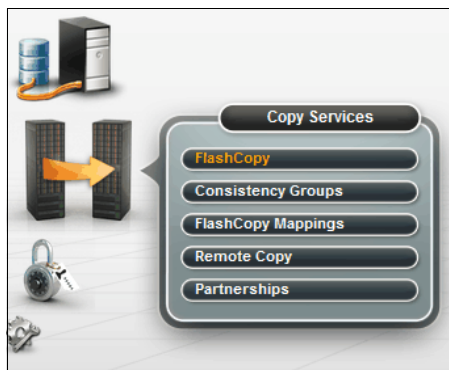 Copy Services
FlashCopy
Consistency Groups
FlashCopy Mappings
Remote Copy
Partnerships